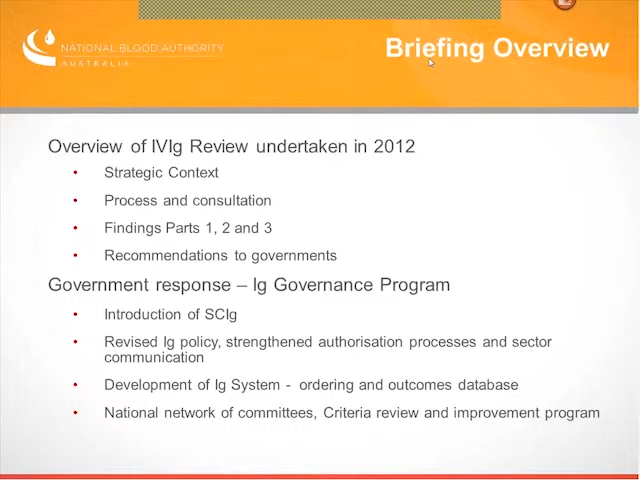 NATIONAL BLOOD AUTHORITY
AUSTRALIA
Briefing Overview
Overview of IVIg Review undertaken in 2012
• Strategic Context
• Process and consultation
• Findings Parts 1, 2 and 3
• Recommendations to governments
Government response – Ig Governance Program
• Introduction of SCIg
• Revised Ig policy, strengthened authorisation processes and sector
communication
• Development of Ig System - ordering and outcomes database
• National network of committees, Criteria review and improvement program